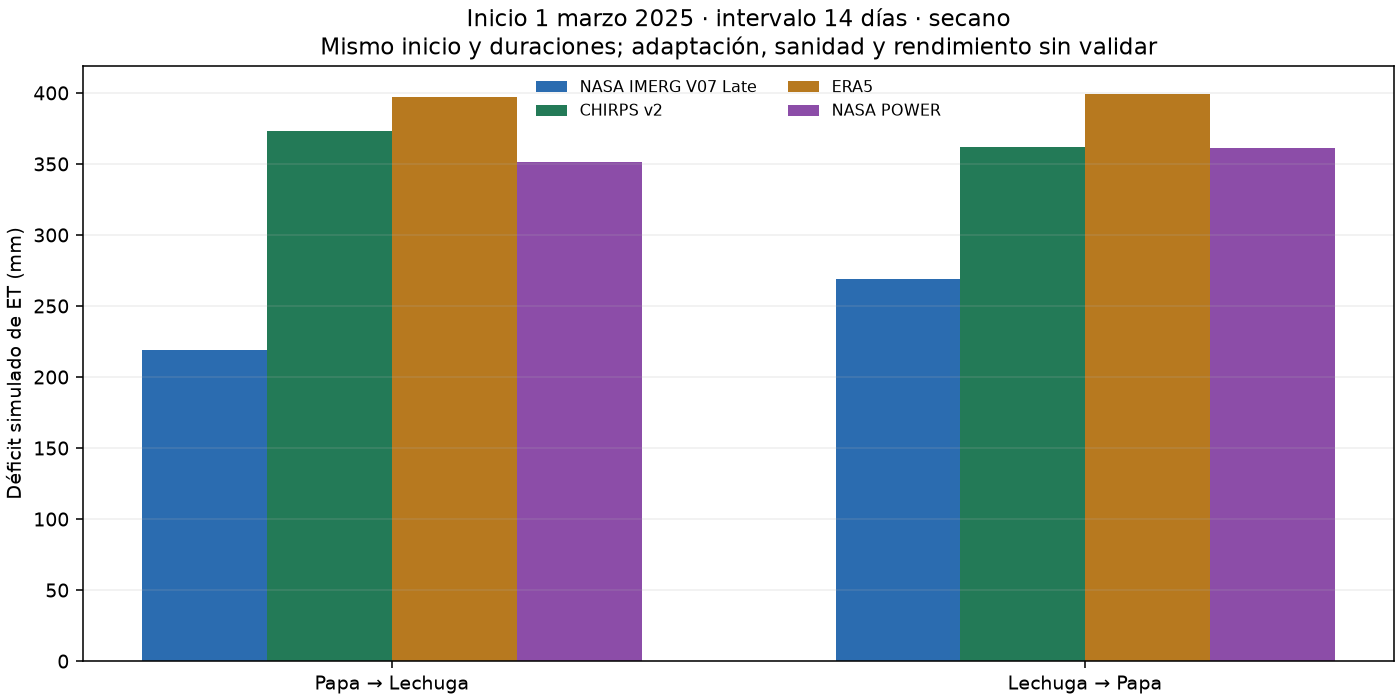 Inicio 1 marzo 2025 · intervalo 14 días · secano
Mismo inicio y duraciones; adaptación, sanidad y rendimiento sin validar
NASA IMERG V07 Late
CHIRPS v2
ERA5
NASA POWER
Déficit simulado de ET (mm)
400
350
300
250
200
150
100
50
0
Papa → Lechuga
Lechuga → Papa